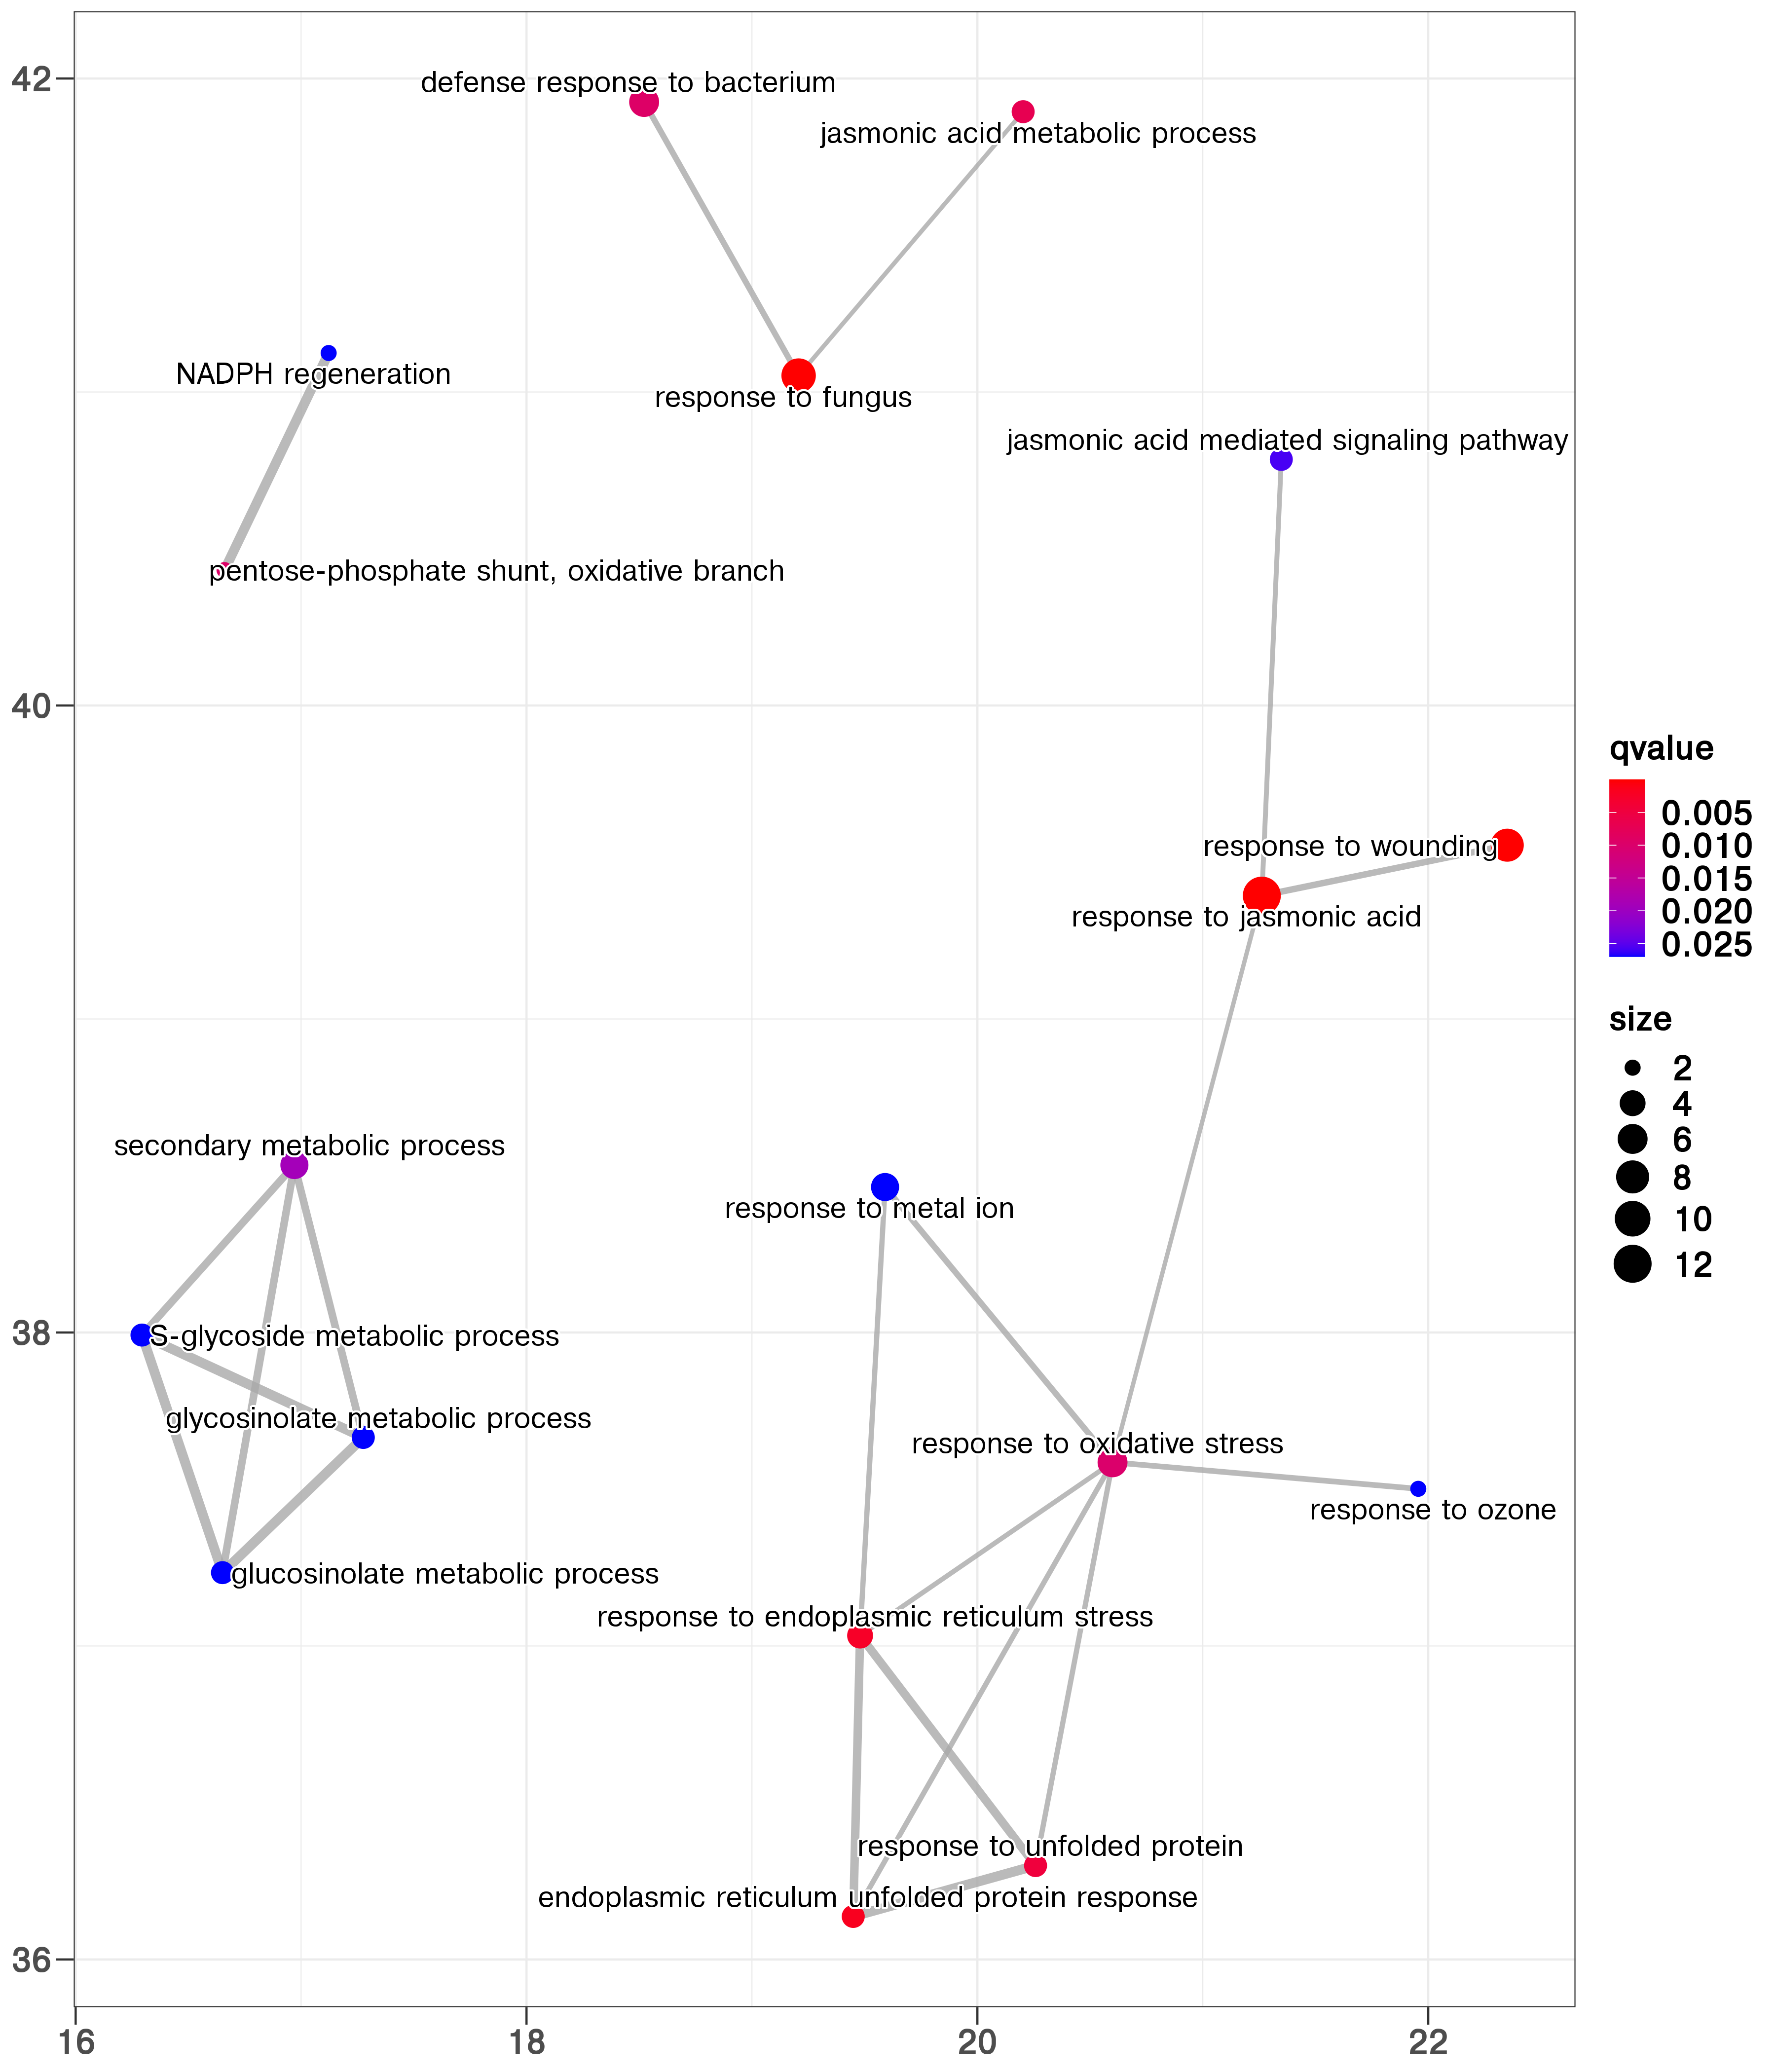 42
40
38
36
16
18
20
22
defense response to bacterium
jasmonic acid metabolic process
NADPH regeneration
response to fungus
jasmonic acid mediated signaling pathway
pentose-phosphate shunt, oxidative branch
response to wounding
response to jasmonic acid
secondary metabolic process
response to metal ion
S-glycoside metabolic process
glycosinolate metabolic process
response to oxidative stress
response to ozone
glucosinolate metabolic process
response to endoplasmic reticulum stress
response to unfolded protein
endoplasmic reticulum unfolded protein response
qvalue
0.005
0.010
0.015
0.020
0.025
size
2
4
6
8
10
12